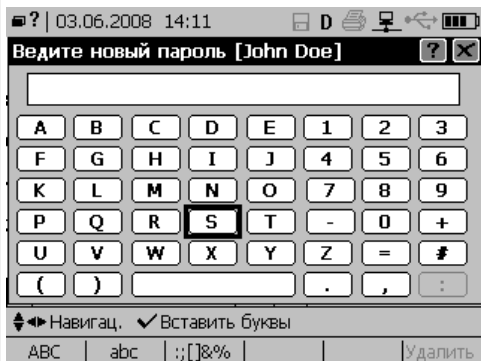 ? 03.06.2008 14:11 D
Ведите новый пароль [John Doe] ? X
A B C D E 1 2 3
F G H I J 4 5 6
K L M N O 7 8 9
P Q R S T - 0 +
U V W X Y Z = #
( ) . , :
Навигац. Вставить буквы
ABC abc :;[]&% Удалить